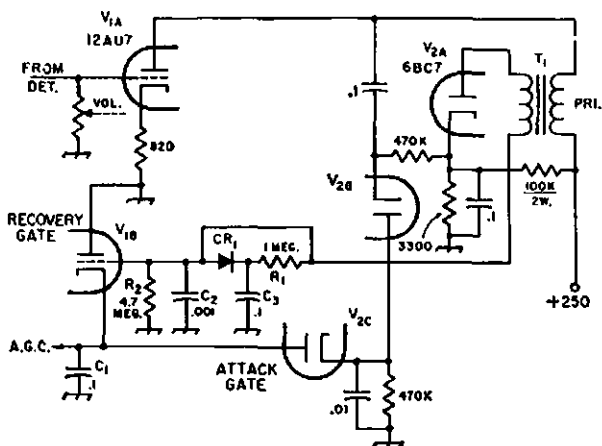 V1A
12AU7
FROM
DET.
VOL.
820
.1
V2A
6BC7
T1
PRI.
470K
V2B
100K
2W.
.1
3300
+250
RECOVERY
GATE
V1B
CR1
1 MEG.
R1
R2
4.7
MEG.
C2
.001
C3
.1
V2C
A.G.C.
C1
.1
ATTACK
GATE
.01
470K